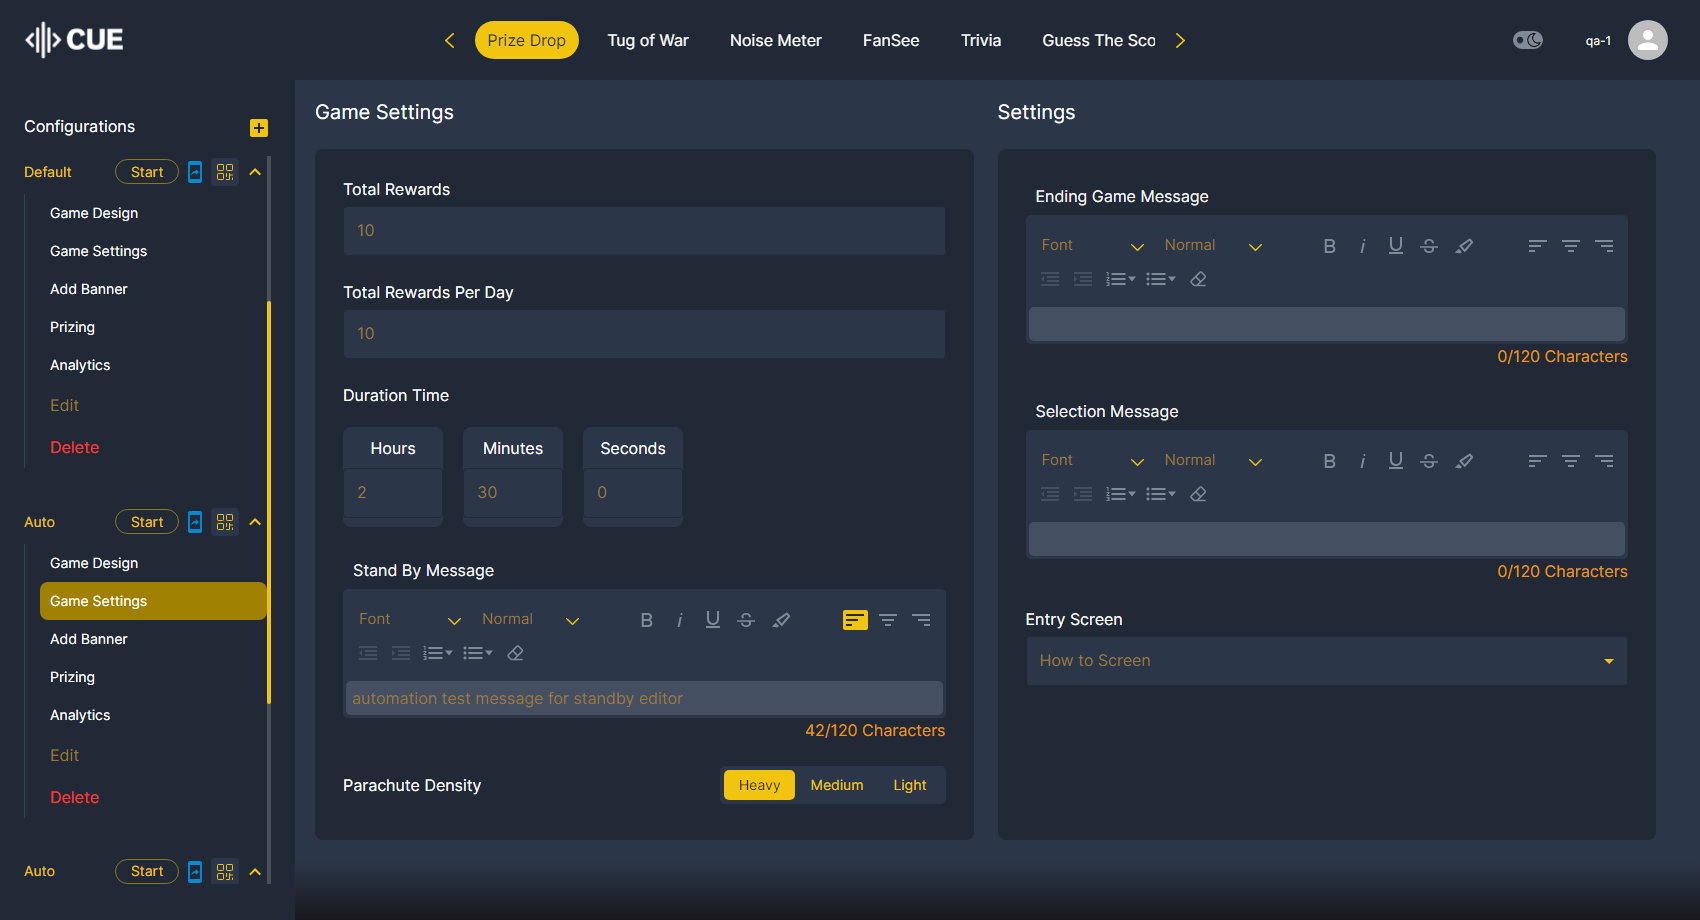 CUE
Prize Drop
Tug of War
Noise Meter
FanSee
Trivia
Guess The Sco
qa-1
Configurations
Default
Start
Game Design
Game Settings
Add Banner
Prizing
Analytics
Edit
Delete
Auto
Start
Game Design
Game Settings
Add Banner
Prizing
Analytics
Edit
Delete
Auto
Start
Game Settings
Total Rewards
10
Total Rewards Per Day
10
Duration Time
Hours
Minutes
Seconds
2
30
0
Stand By Message
Font
Normal
automation test message for standby editor
42/120 Characters
Parachute Density
Heavy
Medium
Light
Settings
Ending Game Message
Font
Normal
0/120 Characters
Selection Message
Font
Normal
0/120 Characters
Entry Screen
How to Screen